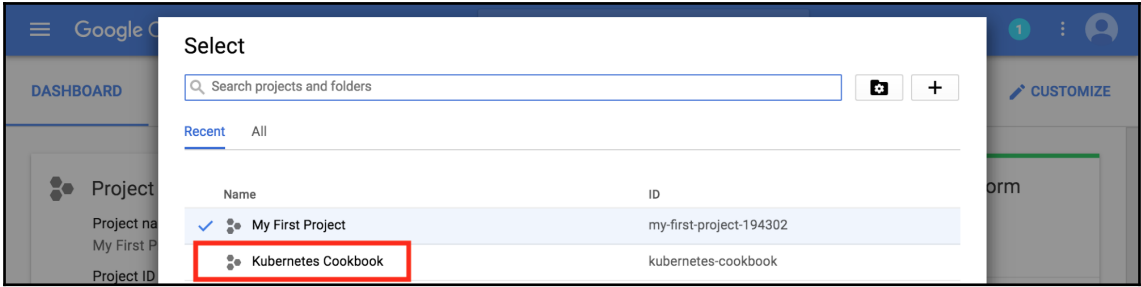 Google C
1
Select
Search projects and folders
DASHBOARD
CUSTOMIZE
Recent All
Project
orm
Name ID
Project na
My First Project my-first-project-194302
My First P
Kubernetes Cookbook kubernetes-cookbook
Project ID